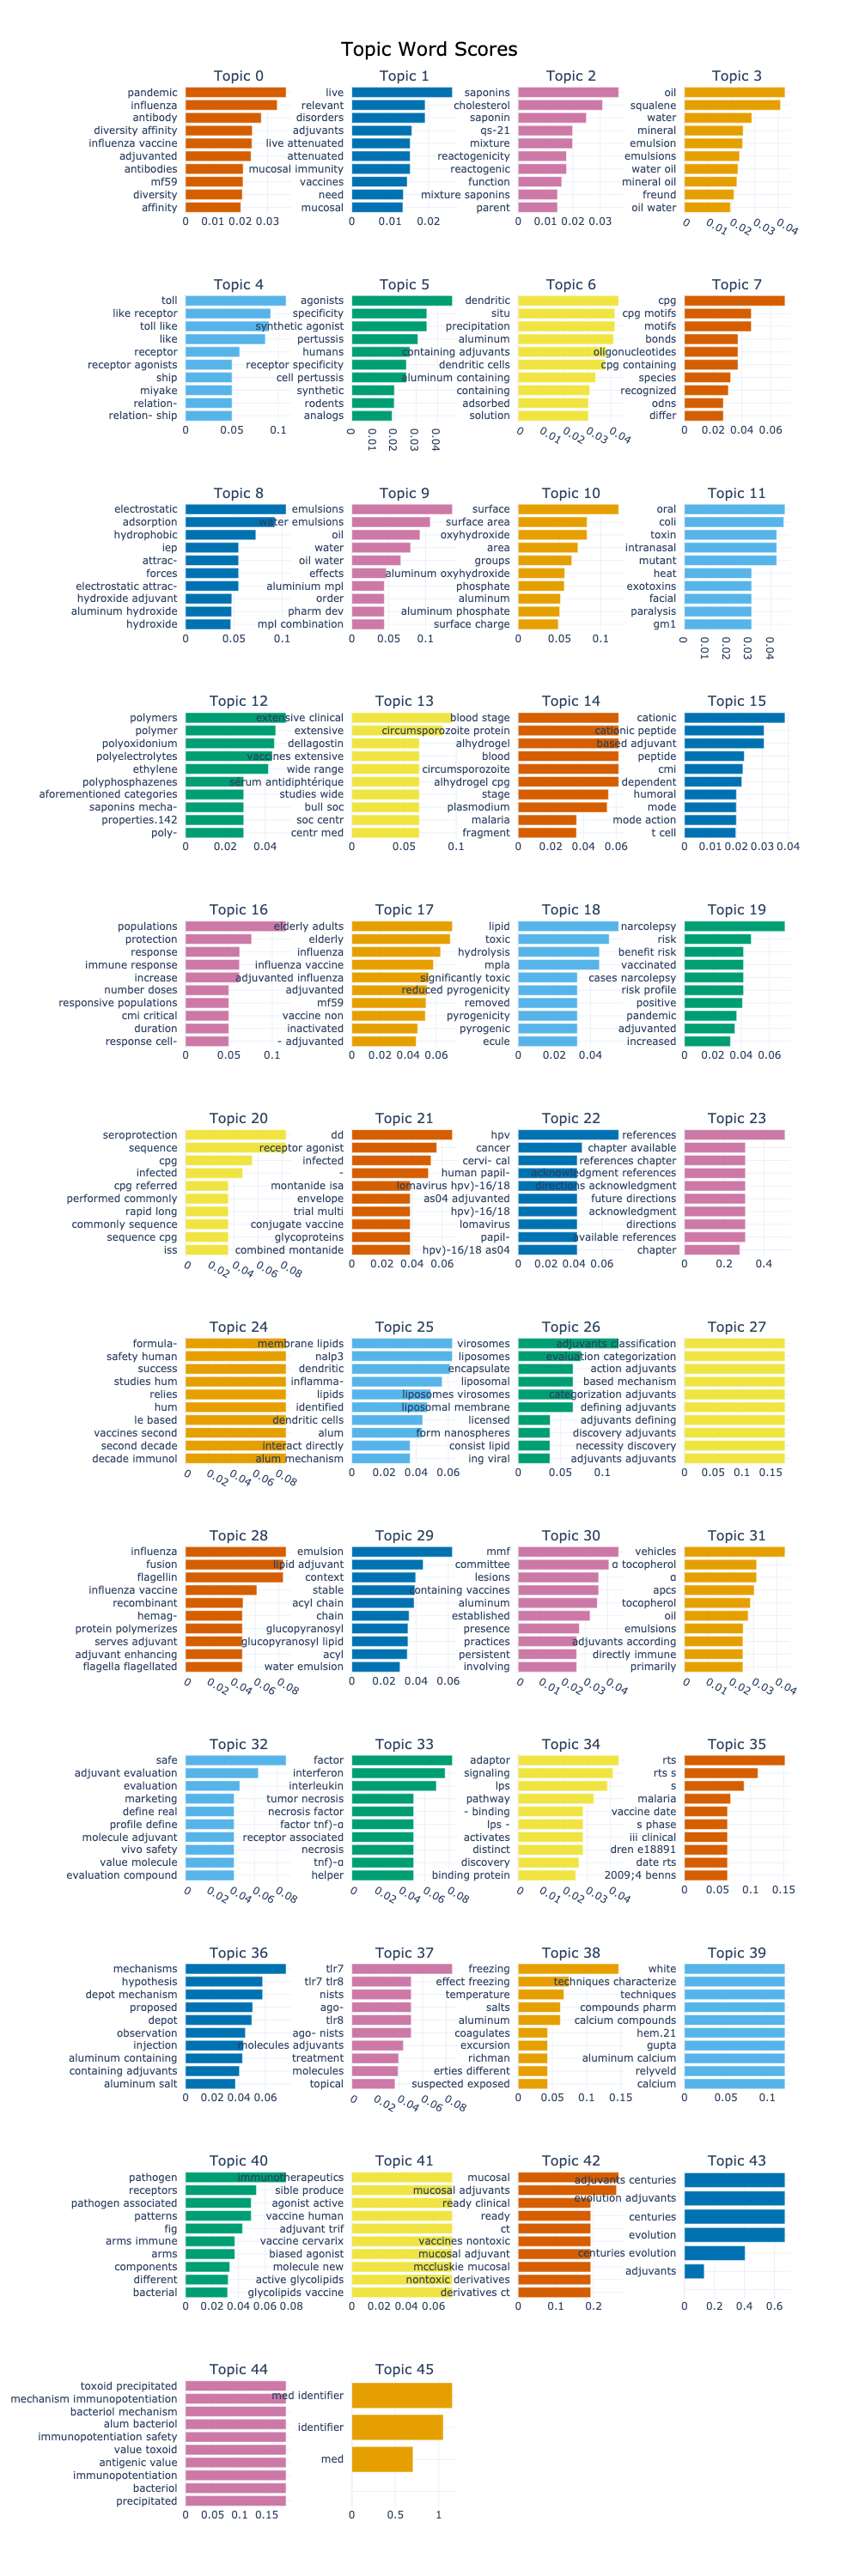 Topic Word Scores
Topic 0
pandemic
influenza
antibody
diversity affinity
influenza vaccine
adjuvanted
antibodies
mf59
diversity
affinity
0 0.01 0.02 0.03
Topic 1
live
relevant
disorders
adjuvants
live attenuated
attenuated
mucosal immunity
vaccines
need
mucosal
0 0.01 0.02
Topic 2
saponins
cholesterol
saponin
qs-21
mixture
reactogenicity
reactogenic
function
mixture saponins
parent
0 0.01 0.02 0.03
Topic 3
oil
squalene
water
mineral
emulsion
emulsions
water oil
mineral oil
freund
oil water
0 0.01 0.02 0.03 0.04
Topic 4
toll
like receptor
toll like
like
receptor
receptor agonists
ship
miyake
relation-
relation- ship
0 0.05 0.1
Topic 5
agonists
specificity
synthetic agonist
pertussis
humans
receptor specificity
cell pertussis
synthetic
rodents
analogs
0 0.01 0.02 0.03 0.04
Topic 6
dendritic
situ
precipitation
aluminum
containing adjuvants
dendritic cells
aluminum containing
containing
adsorbed
solution
0 0.01 0.02 0.03 0.04
Topic 7
cpg
cpg motifs
motifs
bonds
oligonucleotides
cpg containing
species
recognized
odns
differ
0 0.02 0.04 0.06
Topic 8
electrostatic
adsorption
hydrophobic
iep
attrac-
forces
electrostatic attrac-
hydroxide adjuvant
aluminum hydroxide
hydroxide
0 0.05 0.1
Topic 9
emulsions
water emulsions
oil
water
oil water
effects
aluminium mpl
order
pharm dev
mpl combination
0 0.05 0.1
Topic 10
surface
surface area
oxyhydroxide
area
groups
aluminum oxyhydroxide
phosphate
aluminum
aluminum phosphate
surface charge
0 0.05 0.1
Topic 11
oral
coli
toxin
intranasal
mutant
heat
exotoxins
facial
paralysis
gm1
0 0.01 0.02 0.03 0.04
Topic 12
polymers
polymer
polyoxidonium
polyelectrolytes
ethylene
polyphosphazenes
aforementioned categories
saponins mecha-
properties.142
poly-
0 0.02 0.04
Topic 13
extensive clinical
extensive
dellagostin
vaccines extensive
wide range
sérum antidiphtérique
studies wide
bull soc
soc centr
centr med
0 0.05 0.1
Topic 14
blood stage
circumsporozoite protein
alhydrogel
blood
circumsporozoite
alhydrogel cpg
stage
plasmodium
malaria
fragment
0 0.02 0.04 0.06
Topic 15
cationic
cationic peptide
based adjuvant
peptide
cmi
dependent
humoral
mode
mode action
t cell
0 0.01 0.02 0.03 0.04
Topic 16
populations
protection
response
immune response
increase
number doses
responsive populations
cmi critical
duration
response cell-
0 0.05 0.1
Topic 17
elderly adults
elderly
influenza
influenza vaccine
adjuvanted influenza
adjuvanted
mf59
vaccine non
inactivated
- adjuvanted
0 0.02 0.04 0.06
Topic 18
lipid
toxic
hydrolysis
mpla
significantly toxic
reduced pyrogenicity
removed
pyrogenicity
pyrogenic
ecule
0 0.02 0.04
Topic 19
narcolepsy
risk
benefit risk
vaccinated
cases narcolepsy
risk profile
positive
pandemic
adjuvanted
increased
0 0.02 0.04 0.06
Topic 20
seroprotection
sequence
cpg
infected
cpg referred
performed commonly
rapid long
commonly sequence
sequence cpg
iss
0 0.02 0.04 0.06 0.08
Topic 21
dd
receptor agonist
infected
-
montanide isa
envelope
trial multi
conjugate vaccine
glycoproteins
combined montanide
0 0.02 0.04 0.06
Topic 22
hpv
cancer
cervi- cal
human papil-
lomavirus hpv)-16/18
as04 adjuvanted
hpv)-16/18
lomavirus
papil-
hpv)-16/18 as04
0 0.02 0.04 0.06
Topic 23
references
chapter available
references chapter
acknowledgment references
directions acknowledgment
future directions
acknowledgment
directions
available references
chapter
0 0.2 0.4
Topic 24
formula-
safety human
success
studies hum
relies
hum
le based
vaccines second
second decade
decade immunol
0 0.02 0.04 0.06 0.08
Topic 25
membrane lipids
nalp3
dendritic
inflamma-
lipids
identified
dendritic cells
alum
interact directly
alum mechanism
0 0.02 0.04 0.06
Topic 26
virosomes
liposomes
encapsulate
liposomal
liposomes virosomes
liposomal membrane
licensed
form nanospheres
consist lipid
ing viral
0 0.05 0.1
Topic 27
adjuvants classification
evaluation categorization
action adjuvants
based mechanism
categorization adjuvants
defining adjuvants
adjuvants defining
discovery adjuvants
necessity discovery
adjuvants adjuvants
0 0.05 0.1 0.15
Topic 28
influenza
fusion
flagellin
influenza vaccine
recombinant
hemag-
protein polymerizes
serves adjuvant
adjuvant enhancing
flagella flagellated
0 0.02 0.04 0.06 0.08
Topic 29
emulsion
lipid adjuvant
context
stable
acyl chain
chain
glucopyranosyl
glucopyranosyl lipid
acyl
water emulsion
0 0.02 0.04 0.06
Topic 30
mmf
committee
lesions
containing vaccines
aluminum
established
presence
practices
persistent
involving
0 0.01 0.02 0.03 0.04
Topic 31
vehicles
α tocopherol
α
apcs
tocopherol
oil
emulsions
adjuvants according
directly immune
primarily
0 0.01 0.02 0.03 0.04
Topic 32
safe
adjuvant evaluation
evaluation
marketing
define real
profile define
molecule adjuvant
vivo safety
value molecule
evaluation compound
0 0.02 0.04 0.06 0.08
Topic 33
factor
interferon
interleukin
tumor necrosis
necrosis factor
factor tnf)-α
receptor associated
necrosis
tnf)-α
helper
0 0.02 0.04 0.06 0.08
Topic 34
adaptor
signaling
lps
pathway
- binding
lps -
activates
distinct
discovery
binding protein
0 0.01 0.02 0.03 0.04
Topic 35
rts
rts s
s
malaria
vaccine date
s phase
iii clinical
dren e18891
date rts
2009;4 benns
0 0.05 0.1 0.15
Topic 36
mechanisms
hypothesis
depot mechanism
proposed
depot
observation
injection
aluminum containing
containing adjuvants
aluminum salt
0 0.02 0.04 0.06
Topic 37
tlr7
tlr7 tlr8
nists
ago-
tlr8
ago- nists
molecules adjuvants
treatment
molecules
topical
0 0.02 0.04 0.06 0.08
Topic 38
freezing
effect freezing
temperature
salts
aluminum
coagulates
excursion
richman
erties different
suspected exposed
0 0.05 0.1 0.15
Topic 39
white
techniques characterize
techniques
compounds pharm
calcium compounds
hem.21
gupta
aluminum calcium
relyveld
calcium
0 0.05 0.1
Topic 40
pathogen
receptors
pathogen associated
patterns
fig
arms immune
arms
components
different
bacterial
0 0.02 0.04 0.06 0.08
Topic 41
immunotherapeutics
sible produce
agonist active
vaccine human
adjuvant trif
vaccine cervarix
biased agonist
molecule new
active glycolipids
glycolipids vaccine
0 0.02 0.04 0.06
Topic 42
mucosal
mucosal adjuvants
ready clinical
ready
ct
vaccines nontoxic
mucosal adjuvant
mccluskie mucosal
nontoxic derivatives
derivatives ct
0 0.1 0.2
Topic 43
adjuvants centuries
evolution adjuvants
centuries
evolution
centuries evolution
adjuvants
0 0.2 0.4 0.6
Topic 44
toxoid precipitated
mechanism immunopotentiation
bacteriol mechanism
alum bacteriol
immunopotentiation safety
value toxoid
antigenic value
immunopotentiation
bacteriol
precipitated
0 0.05 0.1 0.15
Topic 45
med identifier
identifier
med
0 0.5 1